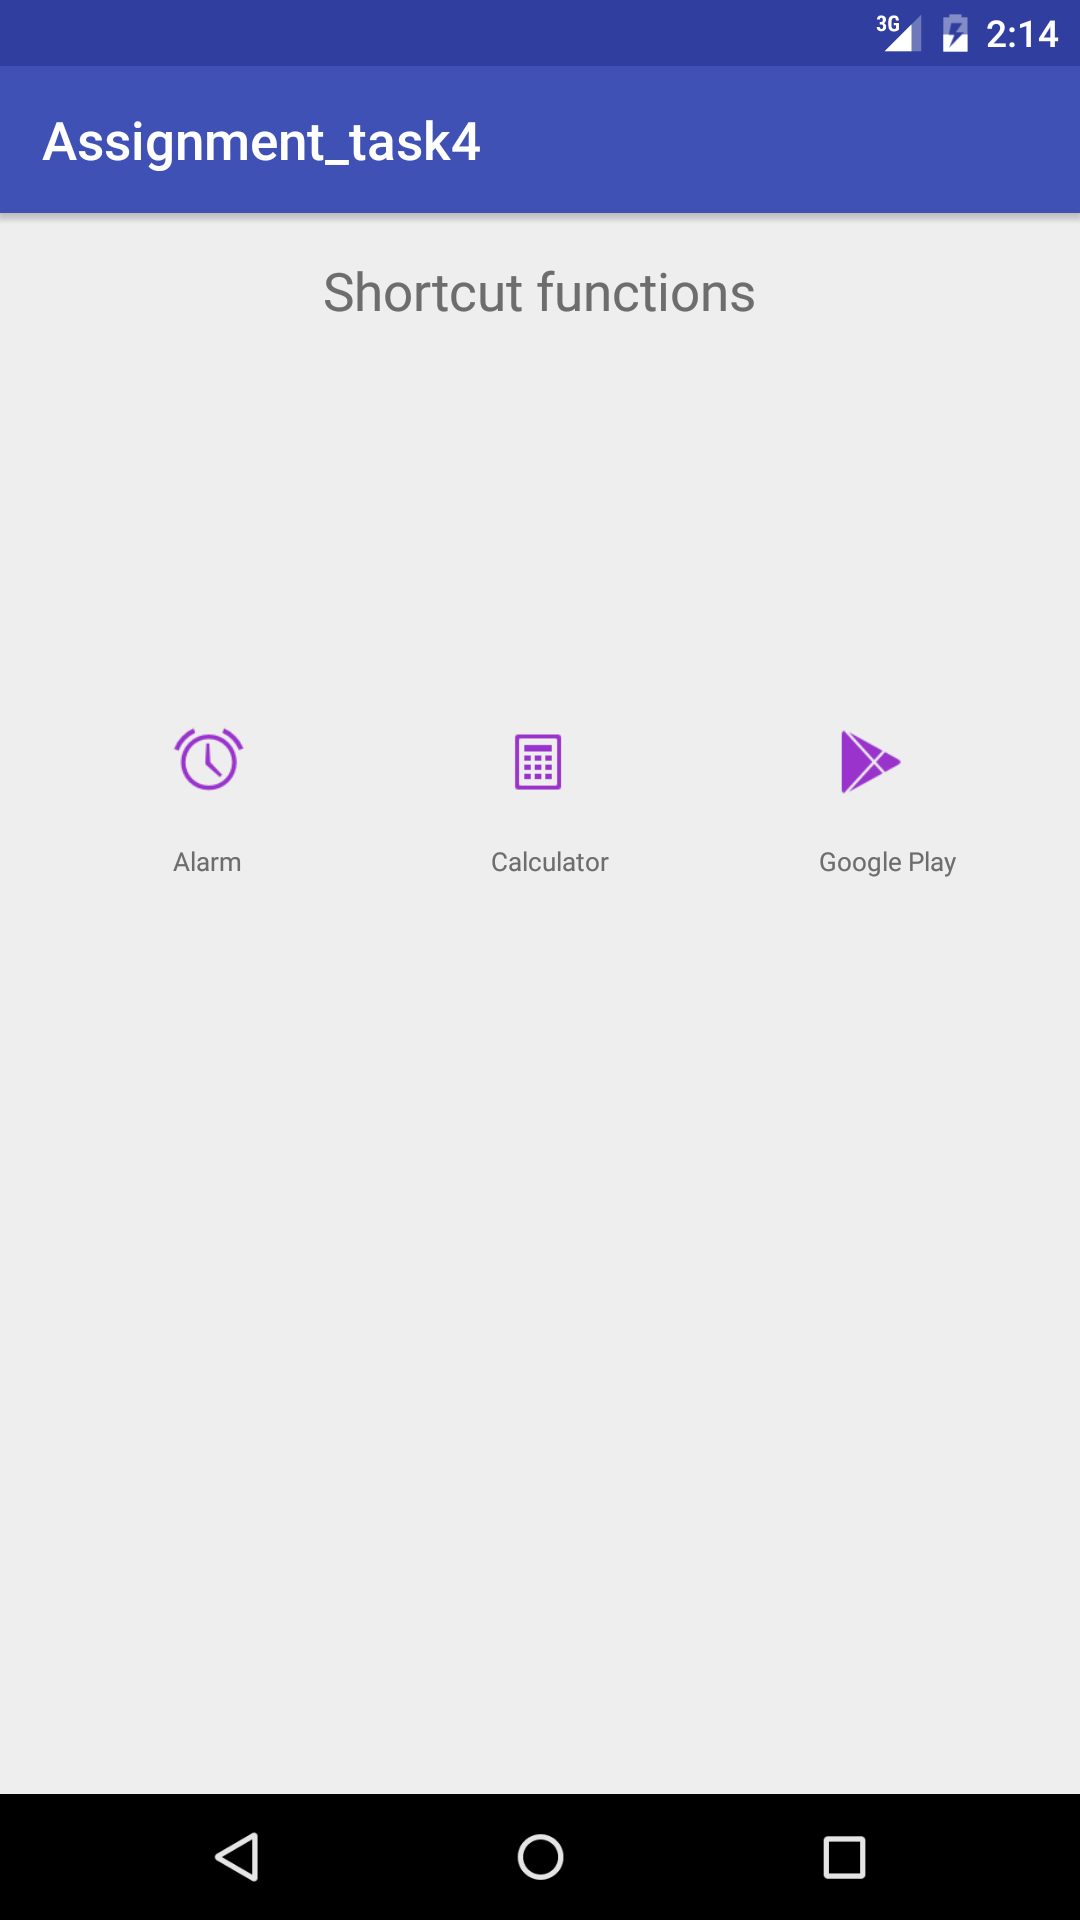 3G 2:14
Assignment_task4
Shortcut functions
Alarm Calculator Google Play